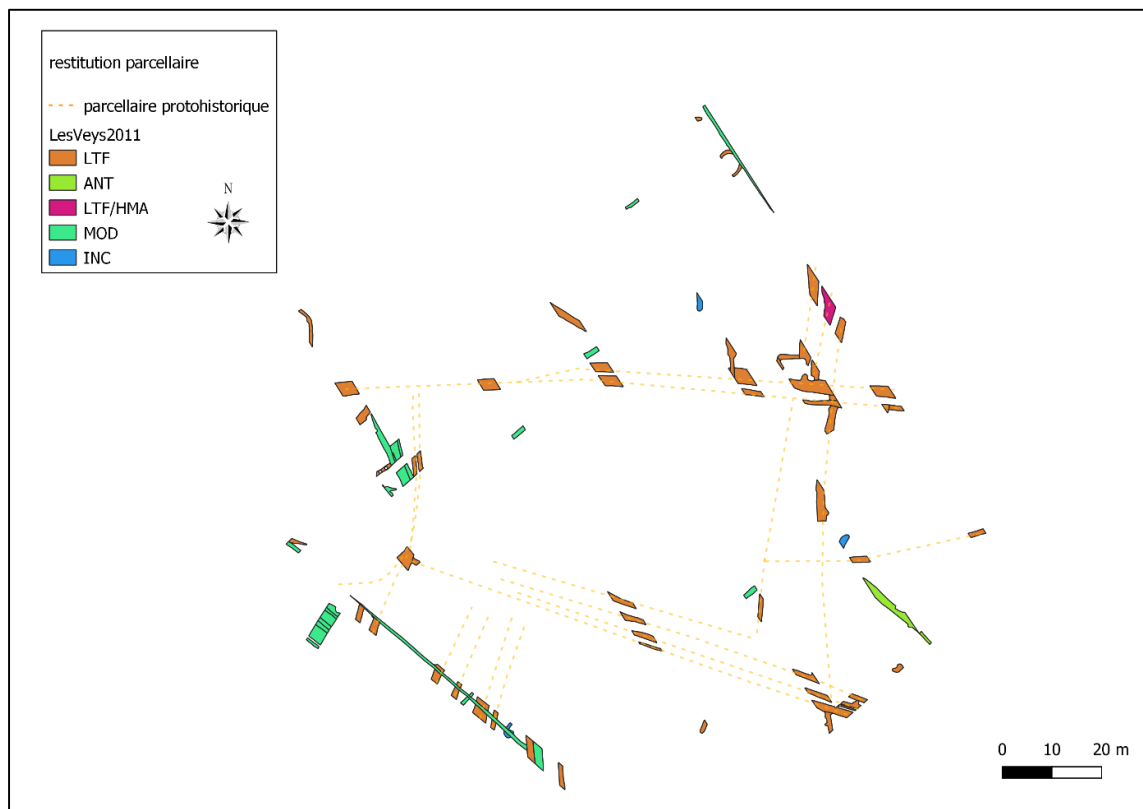 restitution parcellaire
parcellaire protohistorique
LesVeys2011
LTF
ANT
LTF/HMA
MOD
INC
N
0 10 20 m